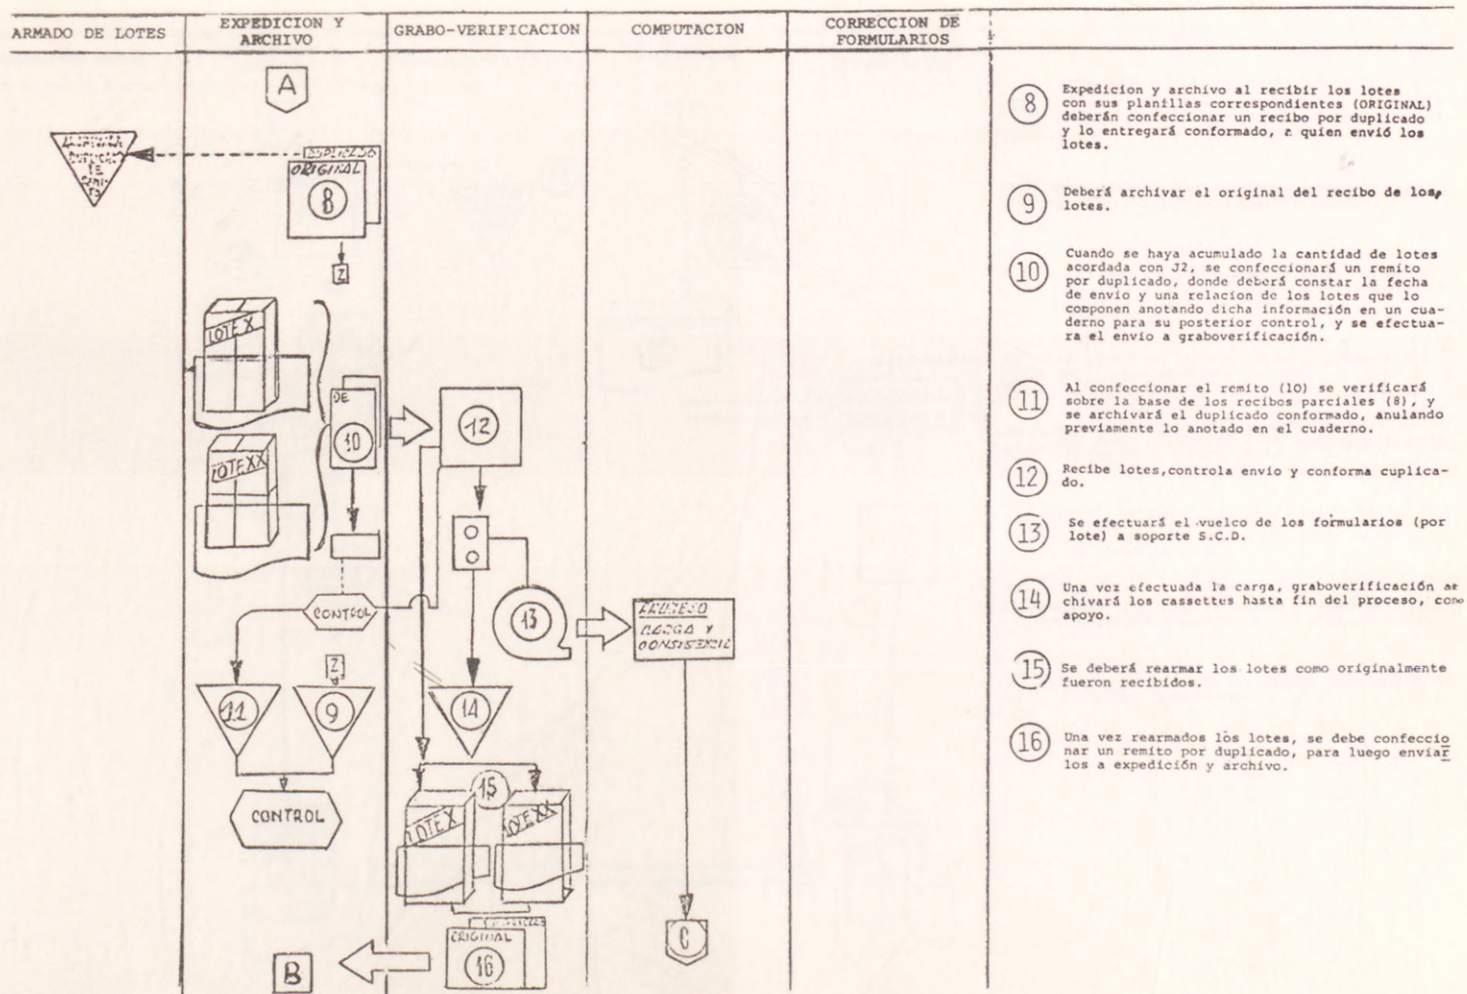 ARMADO DE LOTES
EXPEDICION Y
ARCHIVO
GRABO-VERIFICACION
COMPUTACION
CORRECCION DE
FORMULARIOS
A
DUPLICADO
ORIGINAL
8
Z
LOTE X
LOTE XX
DE
10
12
CONTROL
13
CARGA Y
Z
11
9
14
CONTROL
15
LOTE X
LOTE XX
ORIGINAL
16
B
C
8 Expedicion y archivo al recibir los lotes
con sus planillas correspondientes (ORIGINAL)
deberán confeccionar un recibo por duplicado
y lo entregará conformado, a quien envió los
lotes.
9 Deberá archivar el original del recibo de los
lotes.
10 Cuando se haya acumulado la cantidad de lotes
acordada con J2, se confeccionará un remito
por duplicado, donde deberá constar la fecha
de envio y una relacion de los lotes que lo
componen anotando dicha información en un cua-
derno para su posterior control, y se efectua-
ra el envio a graboverificación.
11 Al confeccionar el remito (10) se verificará
sobre la base de los recibos parciales (8), y
se archivará el duplicado conformado, anulando
previamente lo anotado en el cuaderno.
12 Recibe lotes,controla envio y conforma cuplica-
do.
13 Se efectuará el vuelco de los formularios (por
lote) a soporte S.C.D.
14 Una vez efectuada la carga, graboverificación ar
chivará los cassettes hasta fin del proceso, como
apoyo.
15 Se deberá rearmar los lotes como originalmente
fueron recibidos.
16 Una vez rearmados lòs lotes, se debe confeccio
nar un remito por duplicado, para luego enviar
los a expedición y archivo.